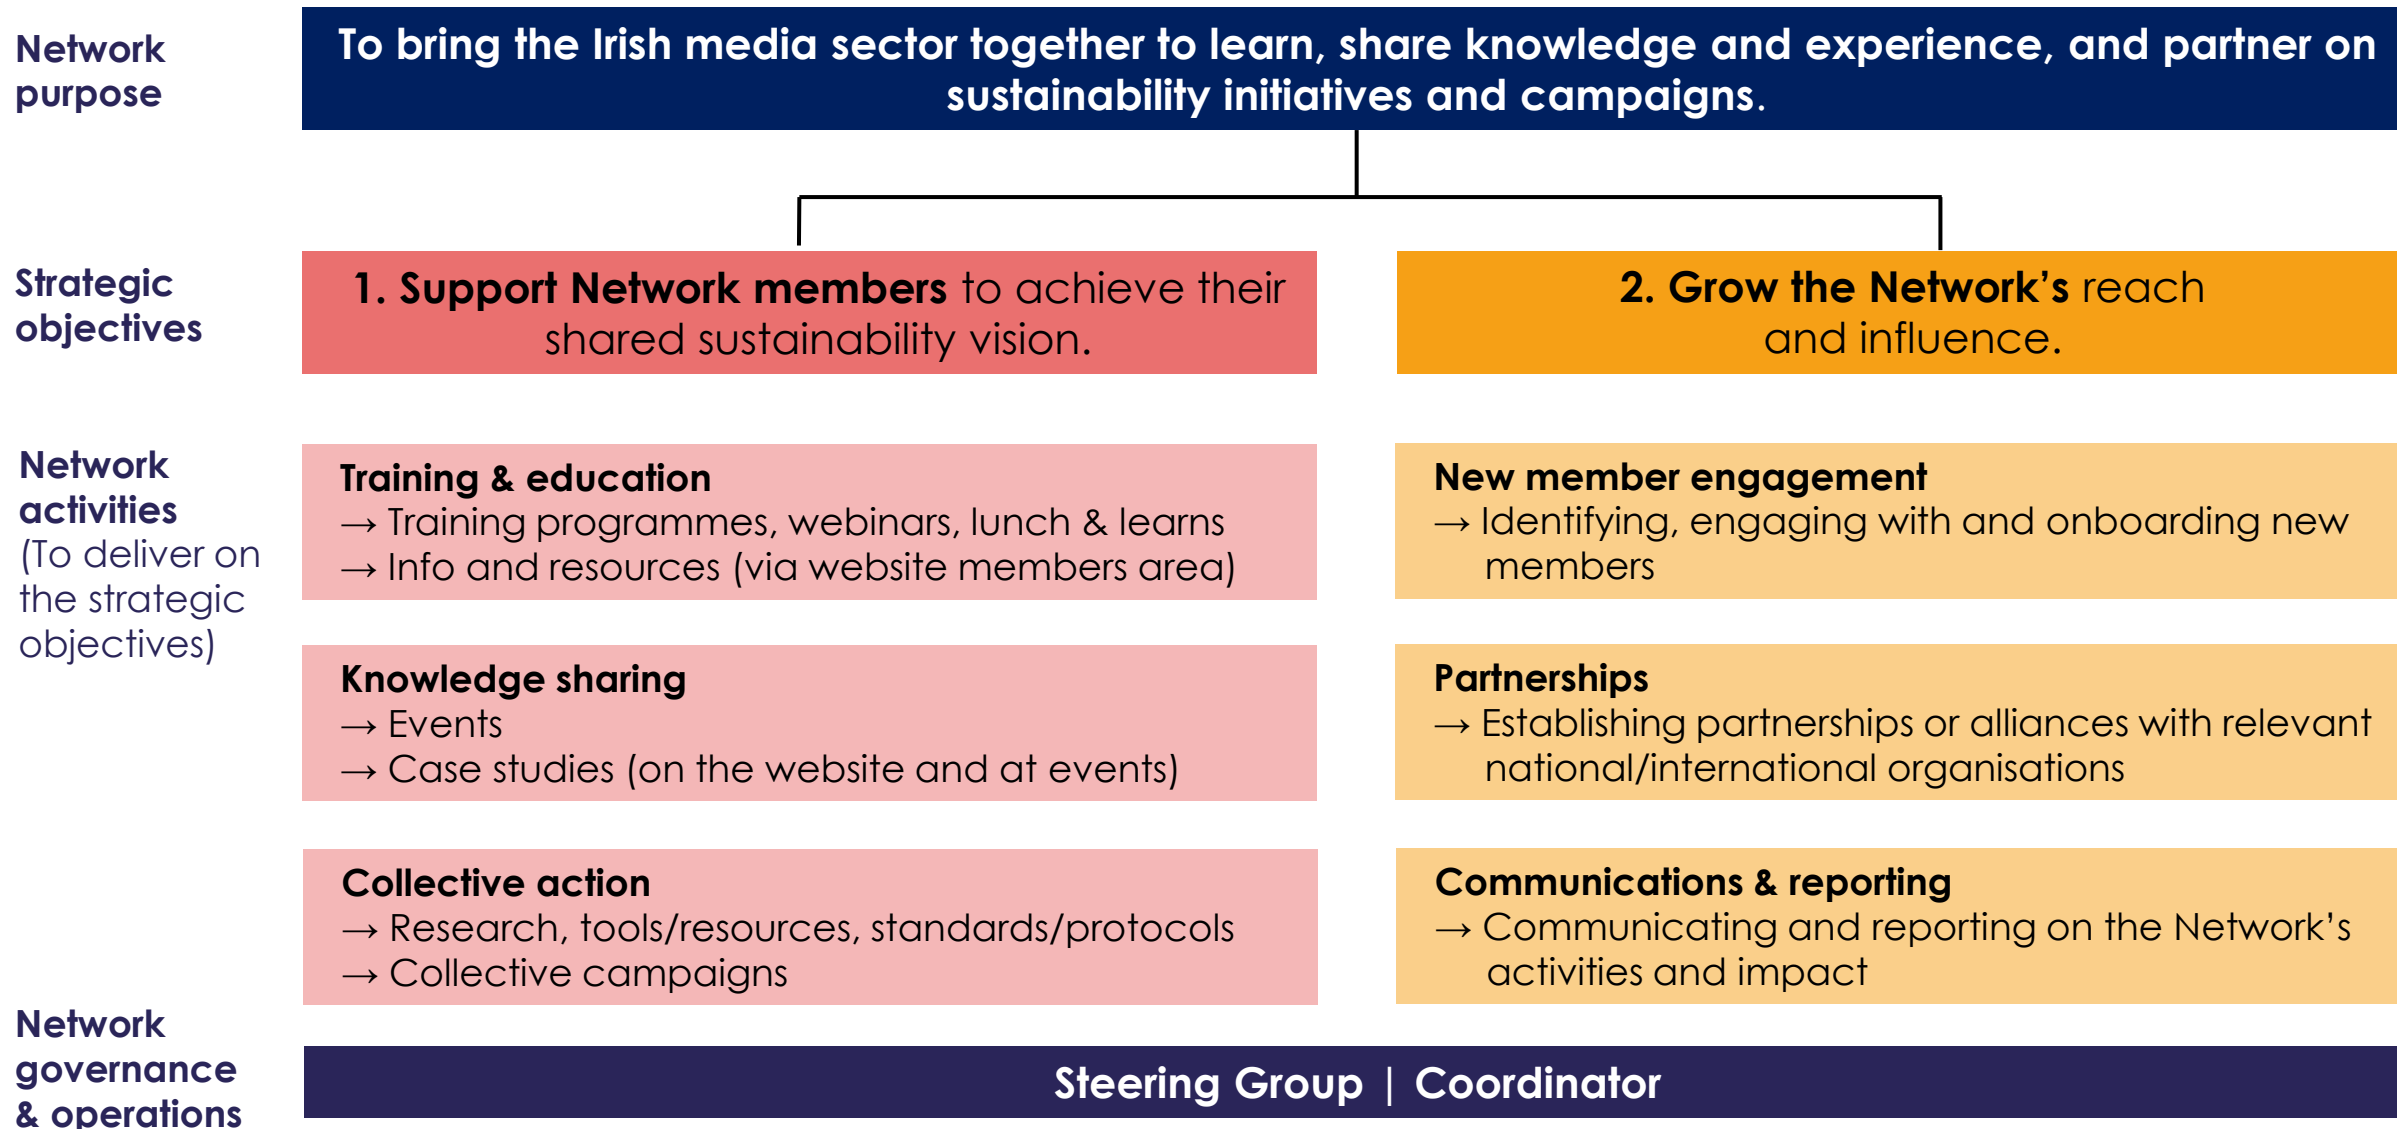 Network
purpose
To bring the Irish media sector together to learn, share knowledge and experience, and partner on
sustainability initiatives and campaigns.
Strategic
objectives
1. Support Network members to achieve their
shared sustainability vision.
2. Grow the Network’s reach
and influence.
Network
activities
(To deliver on
the strategic
objectives)
Training & education
→ Training programmes, webinars, lunch & learns
→ Info and resources (via website members area)
New member engagement
→ Identifying, engaging with and onboarding new
members
Knowledge sharing
→ Events
→ Case studies (on the website and at events)
Partnerships
→ Establishing partnerships or alliances with relevant
national/international organisations
Collective action
→ Research, tools/resources, standards/protocols
→ Collective campaigns
Communications & reporting
→ Communicating and reporting on the Network’s
activities and impact
Network
governance
& operations
Steering Group | Coordinator